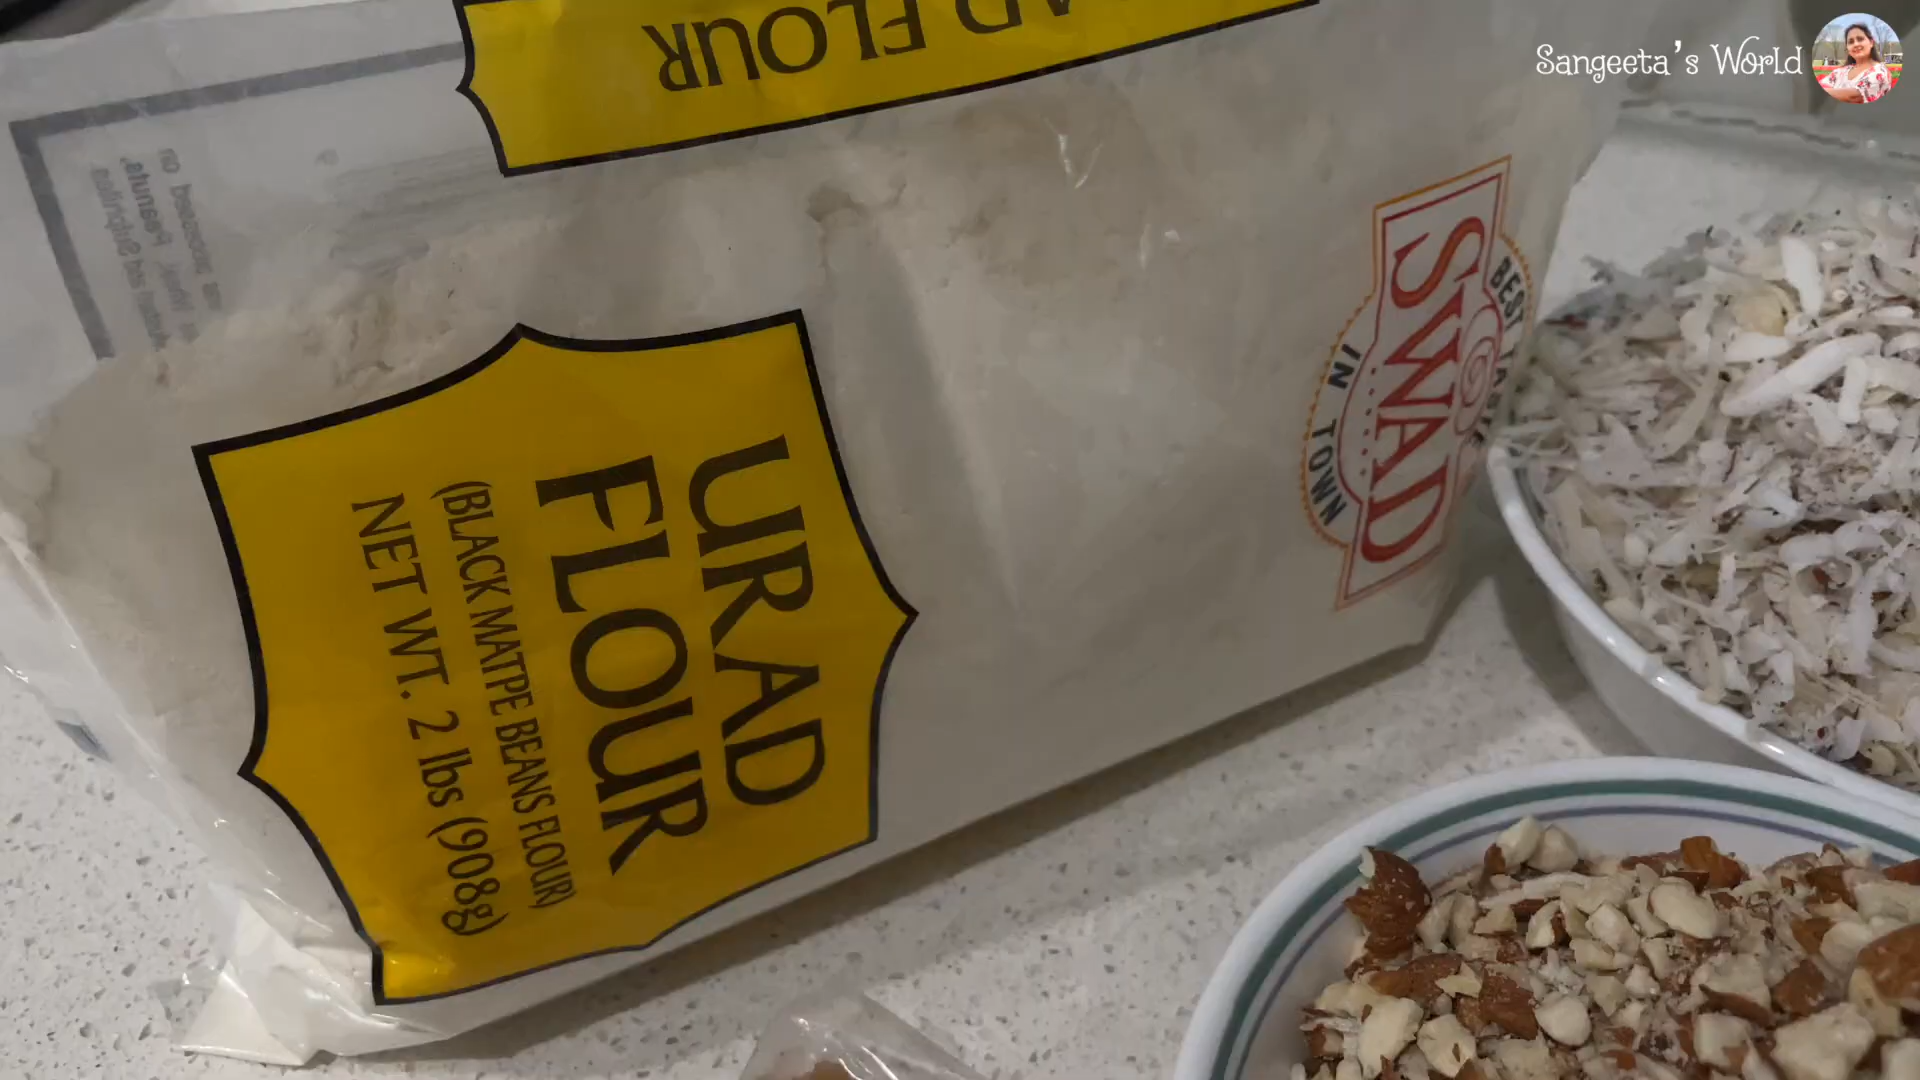 Sangeeta's World
AD FLOUR
URAD
FLOUR
(BLACK MATPE BEANS FLOUR)
NET WT. 2 lbs (908g)
BEST
SWAD
IN TOWN